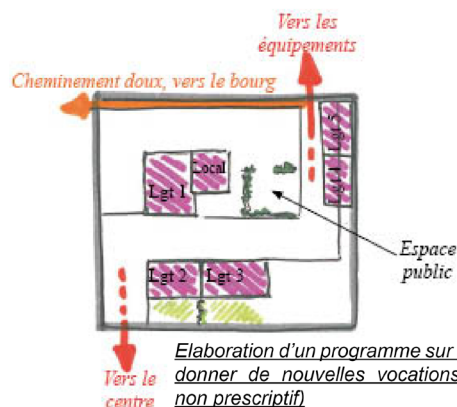 Vers les
équipements
Cheminement doux, vers le bourg
Lgt 5
Lgt 4
Local
Lgt 1
Espace
public
Lgt 2
Lgt 3
Vers le
centre
Elaboration d'un programme sur
donner de nouvelles vocations
non prescriptif)